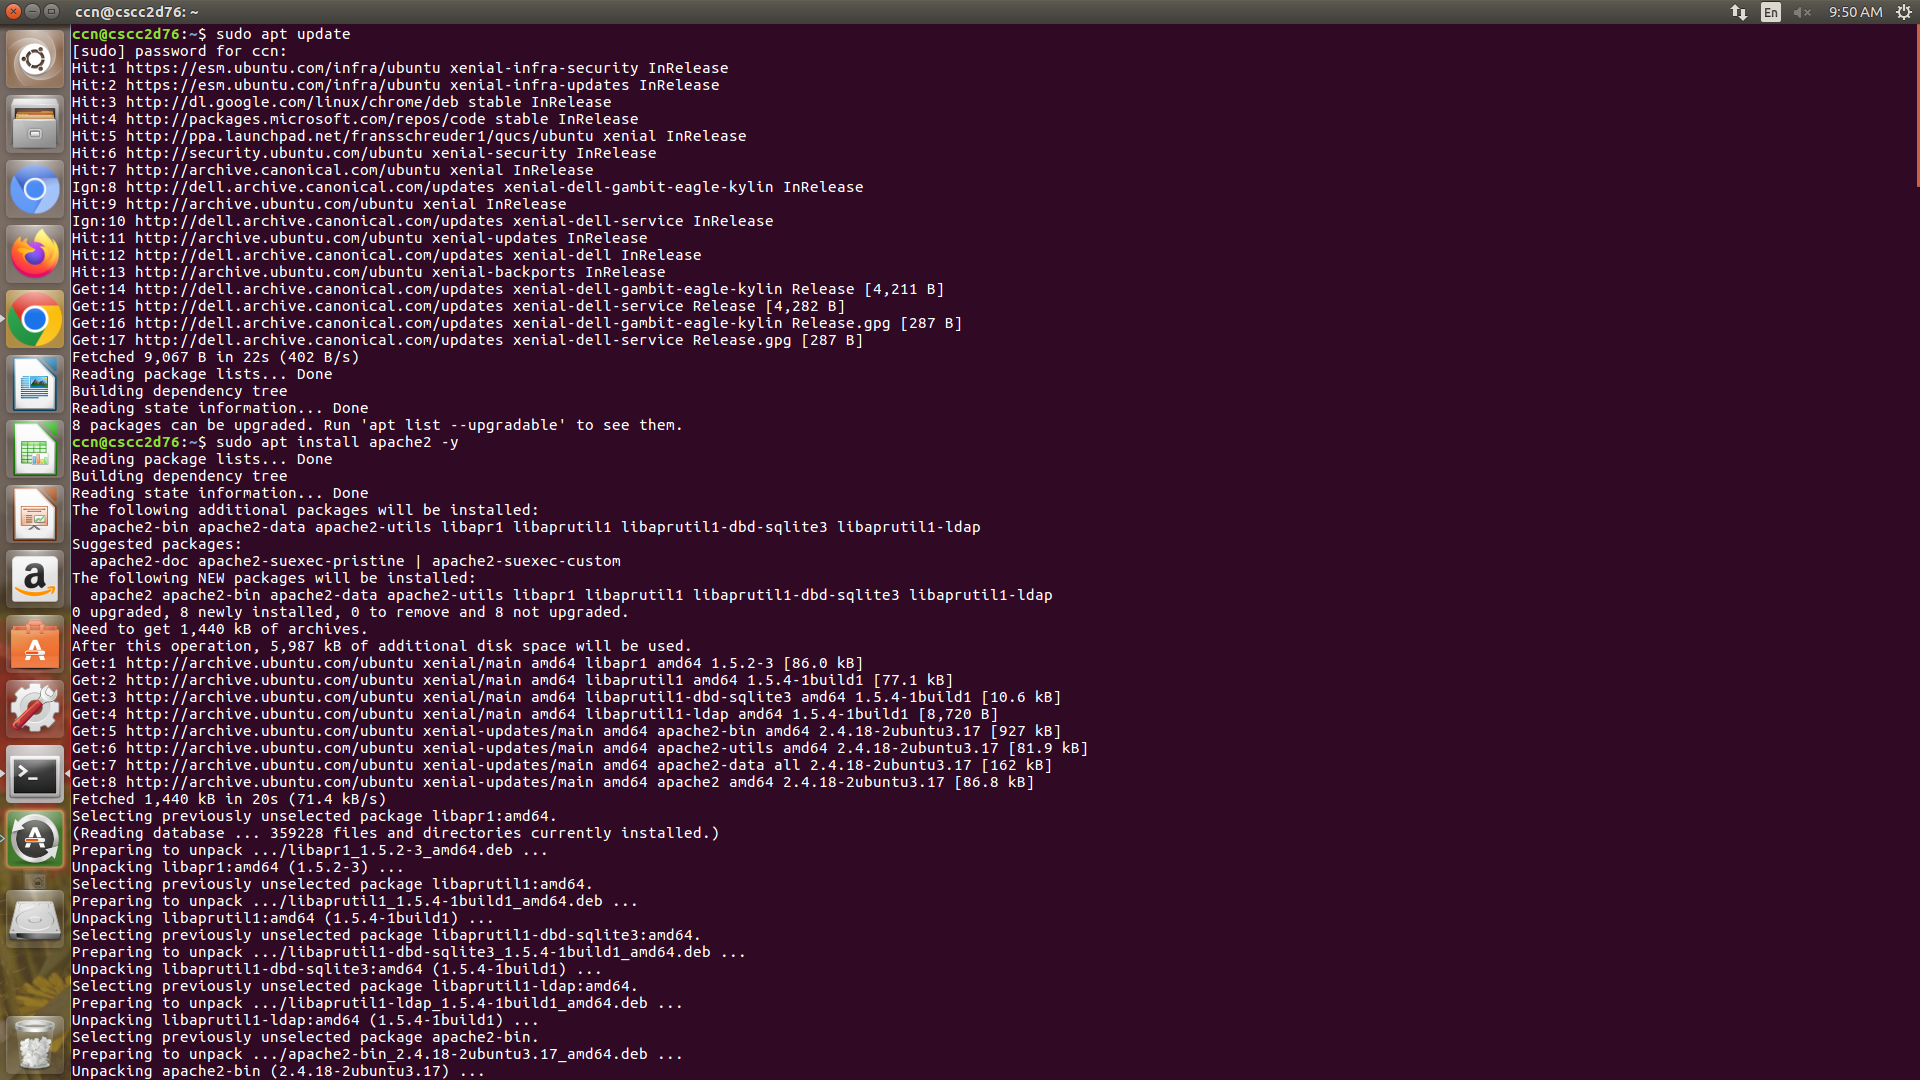 ccn@cscc2d76: ~
En
9:50 AM
ccn@cscc2d76:~$ sudo apt update
[sudo] password for ccn:
Hit:1 https://esm.ubuntu.com/infra/ubuntu xenial-infra-security InRelease
Hit:2 https://esm.ubuntu.com/infra/ubuntu xenial-infra-updates InRelease
Hit:3 http://dl.google.com/linux/chrome/deb stable InRelease
Hit:4 http://packages.microsoft.com/repos/code stable InRelease
Hit:5 http://ppa.launchpad.net/fransschreuder1/qucs/ubuntu xenial InRelease
Hit:6 http://security.ubuntu.com/ubuntu xenial-security InRelease
Hit:7 http://archive.canonical.com/ubuntu xenial InRelease
Ign:8 http://dell.archive.canonical.com/updates xenial-dell-gambit-eagle-kylin InRelease
Hit:9 http://archive.ubuntu.com/ubuntu xenial InRelease
Ign:10 http://dell.archive.canonical.com/updates xenial-dell-service InRelease
Hit:11 http://archive.ubuntu.com/ubuntu xenial-updates InRelease
Hit:12 http://dell.archive.canonical.com/updates xenial-dell InRelease
Hit:13 http://archive.ubuntu.com/ubuntu xenial-backports InRelease
Get:14 http://dell.archive.canonical.com/updates xenial-dell-gambit-eagle-kylin Release [4,211 B]
Get:15 http://dell.archive.canonical.com/updates xenial-dell-service Release [4,282 B]
Get:16 http://dell.archive.canonical.com/updates xenial-dell-gambit-eagle-kylin Release.gpg [287 B]
Get:17 http://dell.archive.canonical.com/updates xenial-dell-service Release.gpg [287 B]
Fetched 9,067 B in 22s (402 B/s)
Reading package lists... Done
Building dependency tree
Reading state information... Done
8 packages can be upgraded. Run 'apt list --upgradable' to see them.
ccn@cscc2d76:~$ sudo apt install apache2 -y
Reading package lists... Done
Building dependency tree
Reading state information... Done
The following additional packages will be installed:
  apache2-bin apache2-data apache2-utils libapr1 libaprutil1 libaprutil1-dbd-sqlite3 libaprutil1-ldap
Suggested packages:
  apache2-doc apache2-suexec-pristine | apache2-suexec-custom
The following NEW packages will be installed:
  apache2 apache2-bin apache2-data apache2-utils libapr1 libaprutil1 libaprutil1-dbd-sqlite3 libaprutil1-ldap
0 upgraded, 8 newly installed, 0 to remove and 8 not upgraded.
Need to get 1,440 kB of archives.
After this operation, 5,987 kB of additional disk space will be used.
Get:1 http://archive.ubuntu.com/ubuntu xenial/main amd64 libapr1 amd64 1.5.2-3 [86.0 kB]
Get:2 http://archive.ubuntu.com/ubuntu xenial/main amd64 libaprutil1 amd64 1.5.4-1build1 [77.1 kB]
Get:3 http://archive.ubuntu.com/ubuntu xenial/main amd64 libaprutil1-dbd-sqlite3 amd64 1.5.4-1build1 [10.6 kB]
Get:4 http://archive.ubuntu.com/ubuntu xenial/main amd64 libaprutil1-ldap amd64 1.5.4-1build1 [8,720 B]
Get:5 http://archive.ubuntu.com/ubuntu xenial-updates/main amd64 apache2-bin amd64 2.4.18-2ubuntu3.17 [927 kB]
Get:6 http://archive.ubuntu.com/ubuntu xenial-updates/main amd64 apache2-utils amd64 2.4.18-2ubuntu3.17 [81.9 kB]
Get:7 http://archive.ubuntu.com/ubuntu xenial-updates/main amd64 apache2-data all 2.4.18-2ubuntu3.17 [162 kB]
Get:8 http://archive.ubuntu.com/ubuntu xenial-updates/main amd64 apache2 amd64 2.4.18-2ubuntu3.17 [86.8 kB]
Fetched 1,440 kB in 20s (71.4 kB/s)
Selecting previously unselected package libapr1:amd64.
(Reading database ... 359228 files and directories currently installed.)
Preparing to unpack .../libapr1_1.5.2-3_amd64.deb ...
Unpacking libapr1:amd64 (1.5.2-3) ...
Selecting previously unselected package libaprutil1:amd64.
Preparing to unpack .../libaprutil1_1.5.4-1build1_amd64.deb ...
Unpacking libaprutil1:amd64 (1.5.4-1build1) ...
Selecting previously unselected package libaprutil1-dbd-sqlite3:amd64.
Preparing to unpack .../libaprutil1-dbd-sqlite3_1.5.4-1build1_amd64.deb ...
Unpacking libaprutil1-dbd-sqlite3:amd64 (1.5.4-1build1) ...
Selecting previously unselected package libaprutil1-ldap:amd64.
Preparing to unpack .../libaprutil1-ldap_1.5.4-1build1_amd64.deb ...
Unpacking libaprutil1-ldap:amd64 (1.5.4-1build1) ...
Selecting previously unselected package apache2-bin.
Preparing to unpack .../apache2-bin_2.4.18-2ubuntu3.17_amd64.deb ...
Unpacking apache2-bin (2.4.18-2ubuntu3.17) ...